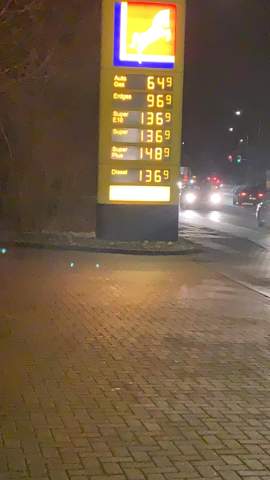 Auto
Gas 64⁹
Erdgas 96⁹
Super
E10 136⁹
Super 136⁹
Super
Plus 148⁹
Diesel 136⁹